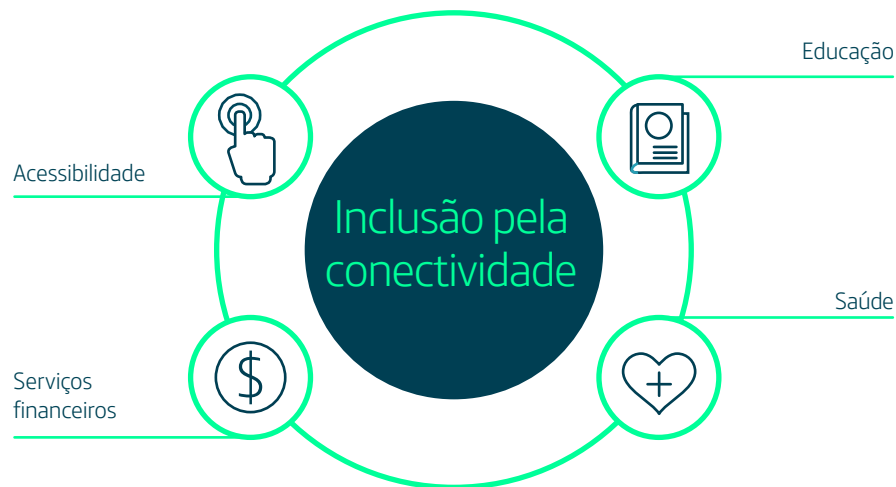 Educação
Acessibilidade
Inclusão pela
conectividade
Saúde
Serviços
financeiros